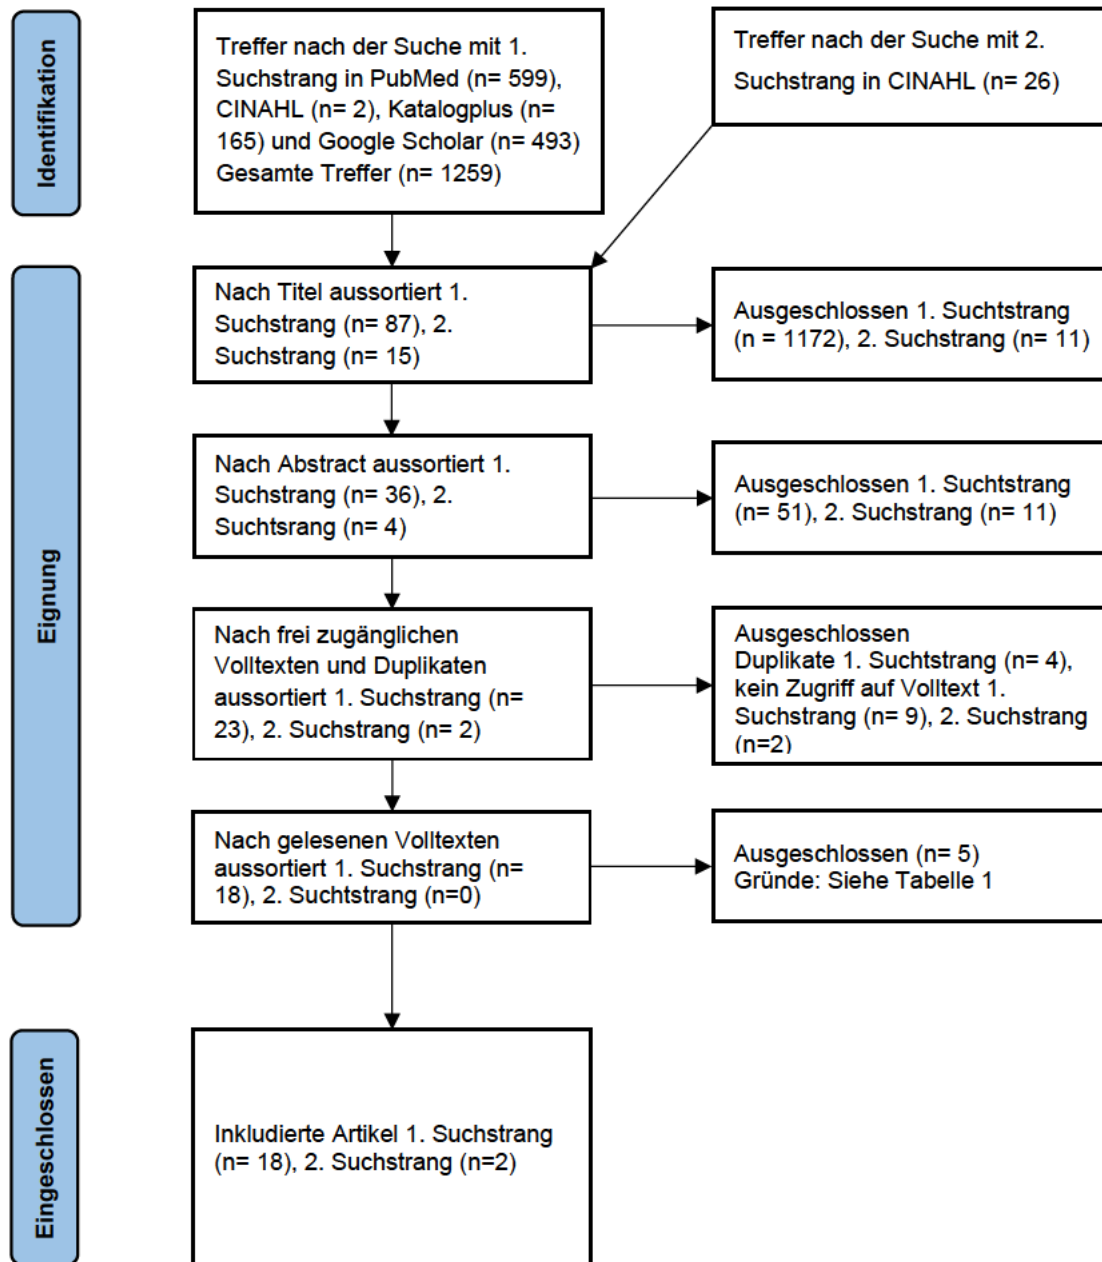 Identifikation
Treffer nach der Suche mit 1.
Suchstrang in PubMed (n= 599),
CINAHL (n= 2), Katalogplus (n=
165) und Google Scholar (n= 493)
Gesamte Treffer (n= 1259)
Treffer nach der Suche mit 2.
Suchstrang in CINAHL (n= 26)
Eignung
Nach Titel aussortiert 1.
Suchstrang (n= 87), 2.
Suchstrang (n= 15)
Ausgeschlossen 1. Suchtstrang
(n = 1172), 2. Suchstrang (n= 11)
Nach Abstract aussortiert 1.
Suchstrang (n= 36), 2.
Suchtsrang (n= 4)
Ausgeschlossen 1. Suchtstrang
(n= 51), 2. Suchstrang (n= 11)
Nach frei zugänglichen
Volltexten und Duplikaten
aussortiert 1. Suchstrang (n=
23), 2. Suchstrang (n= 2)
Ausgeschlossen
Duplikate 1. Suchtstrang (n= 4),
kein Zugriff auf Volltext 1.
Suchstrang (n= 9), 2. Suchstrang
(n=2)
Nach gelesenen Volltexten
aussortiert 1. Suchstrang (n=
18), 2. Suchtstrang (n=0)
Ausgeschlossen (n= 5)
Gründe: Siehe Tabelle 1
Eingeschlossen
Inkludierte Artikel 1. Suchstrang
(n= 18), 2. Suchstrang (n=2)